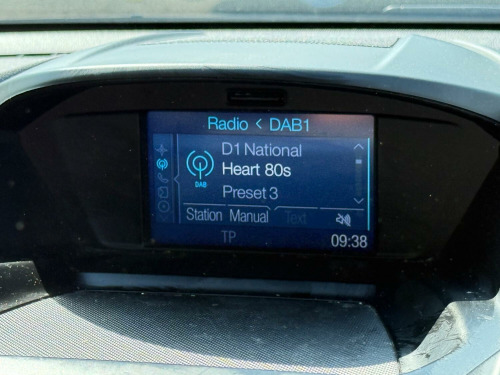 Radio < DAB1
D1 National
Heart 80s
DAB
Preset 3
Station Manual Text
TP 09:38